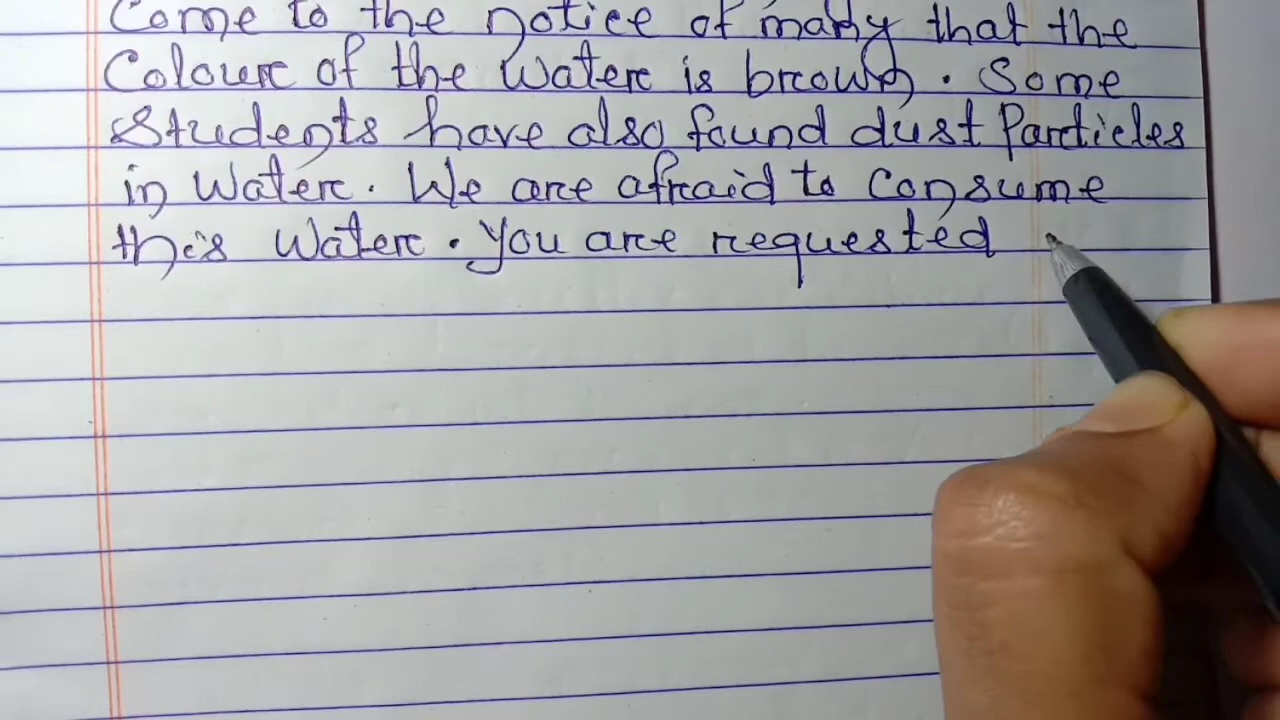 Come to the notice of many that the
Colour of the water is brown. Some
Students have also found dust Particles
in water. We are afraid to consume
this water. You are requested